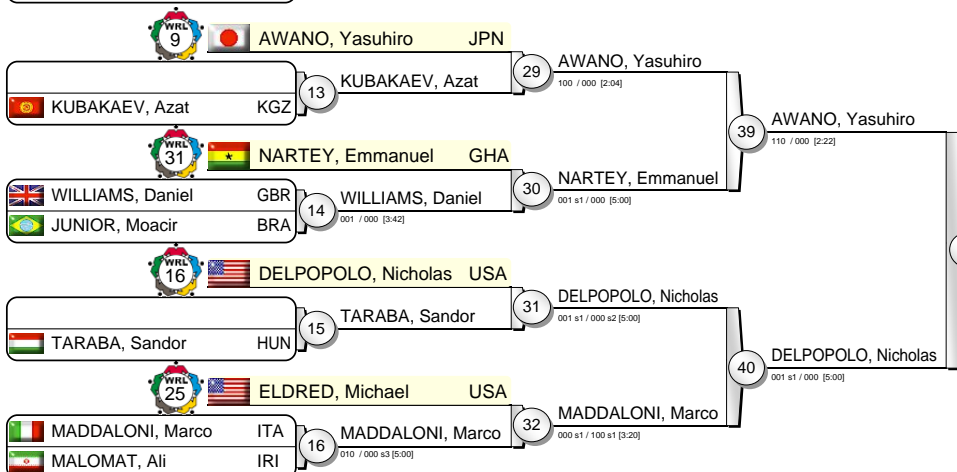 WRL
9
AWANO, Yasuhiro JPN
KUBAKAEV, Azat KGZ
13
KUBAKAEV, Azat
29
AWANO, Yasuhiro
100 / 000 [2:04]
WRL
31
NARTEY, Emmanuel GHA
WILLIAMS, Daniel GBR
JUNIOR, Moacir BRA
14
WILLIAMS, Daniel
001 / 000 [3:42]
30
NARTEY, Emmanuel
001 s1 / 000 [5:00]
39
AWANO, Yasuhiro
110 / 000 [2:22]
WRL
16
DELPOPOLO, Nicholas USA
TARABA, Sandor HUN
15
TARABA, Sandor
31
DELPOPOLO, Nicholas
001 s1 / 000 s2 [5:00]
WRL
25
ELDRED, Michael USA
MADDALONI, Marco ITA
MALOMAT, Ali IRI
16
MADDALONI, Marco
010 / 000 s3 [5:00]
32
MADDALONI, Marco
000 s1 / 100 s1 [3:20]
40
DELPOPOLO, Nicholas
001 s1 / 000 [5:00]